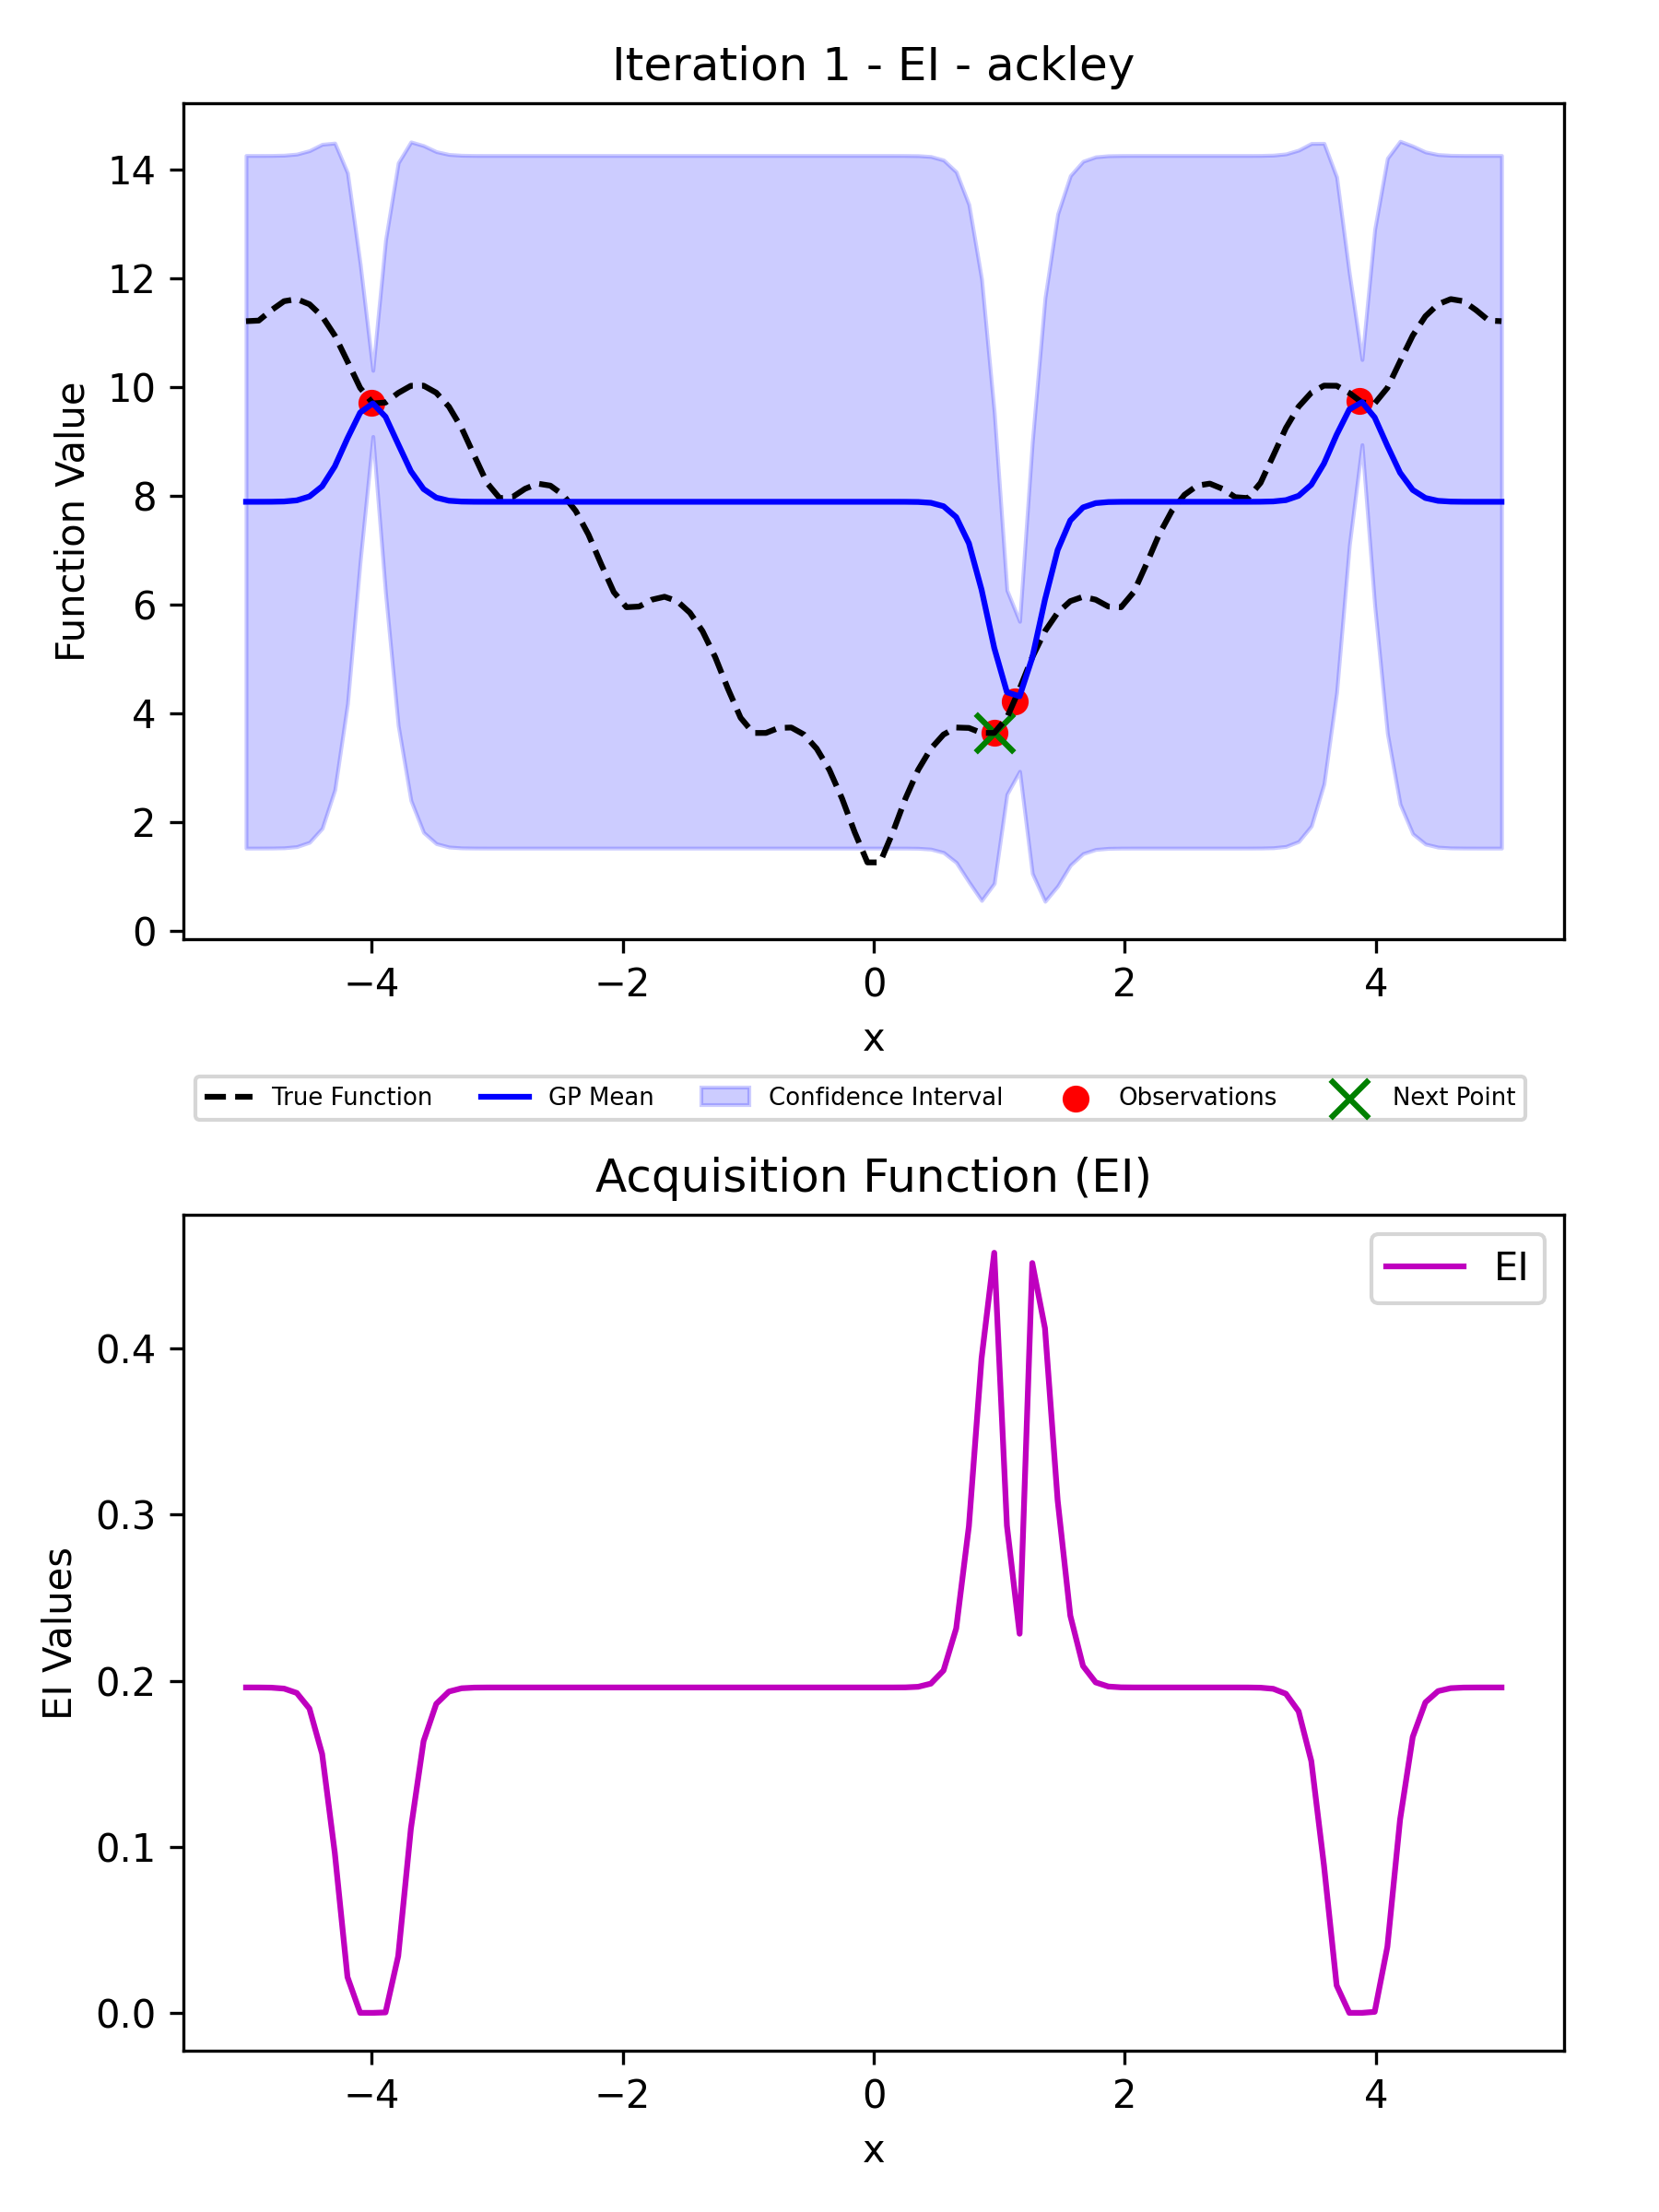 Iteration 1 - EI - ackley
14
12
10
8
6
4
2
0
Function Value
−4 −2 0 2 4
x
True Function GP Mean Confidence Interval Observations Next Point
Acquisition Function (EI)
EI
0.4
0.3
0.2
0.1
0.0
EI Values
−4 −2 0 2 4
x